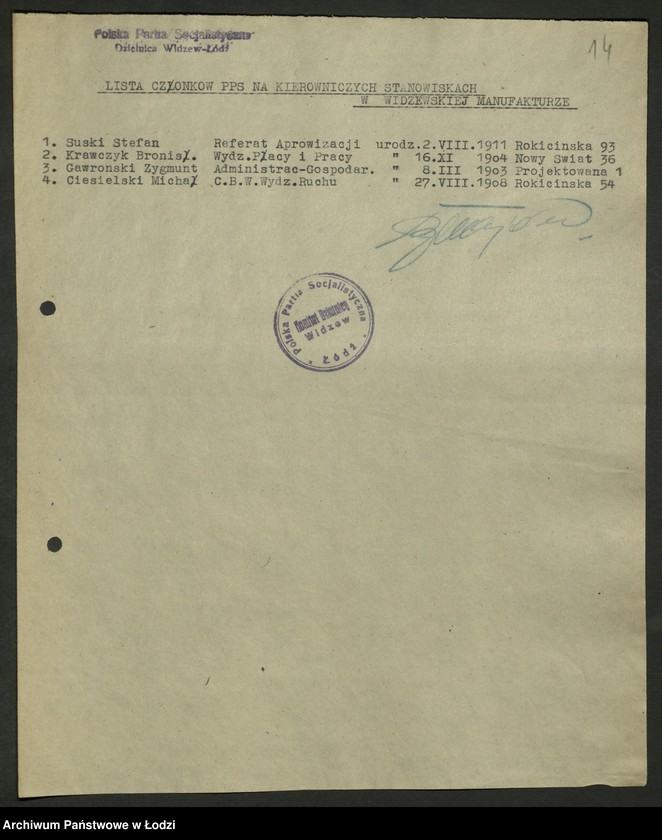 Polska Partia Socjalistyczna
Dzielnica Widzew-Łódź
14
LISTA CZŁONKOW PPS NA KIEROWNICZYCH STANOWISKACH
W WIDZEWSKIEJ MANUFAKTURZE
1. Suski Stefan Referat Aprowizacji urodz.2.VIII.1911 Rokicinska 93
2. Krawczyk Bronisł. Wydz.Płacy i Pracy " 16.XI 1904 Nowy Swiat 36
3. Gawronski Zygmunt Administrac-Gospodar. " 8.III 1903 Projektowana 1
4. Ciesielski Michał C.B.W.Wydz.Ruchu " 27.VIII.1908 Rokicinska 54
Polska Partia Socjalistyczna
Komitet Dzielnicy
Widzew
* Łódź *
Archiwum Państwowe w Łodzi